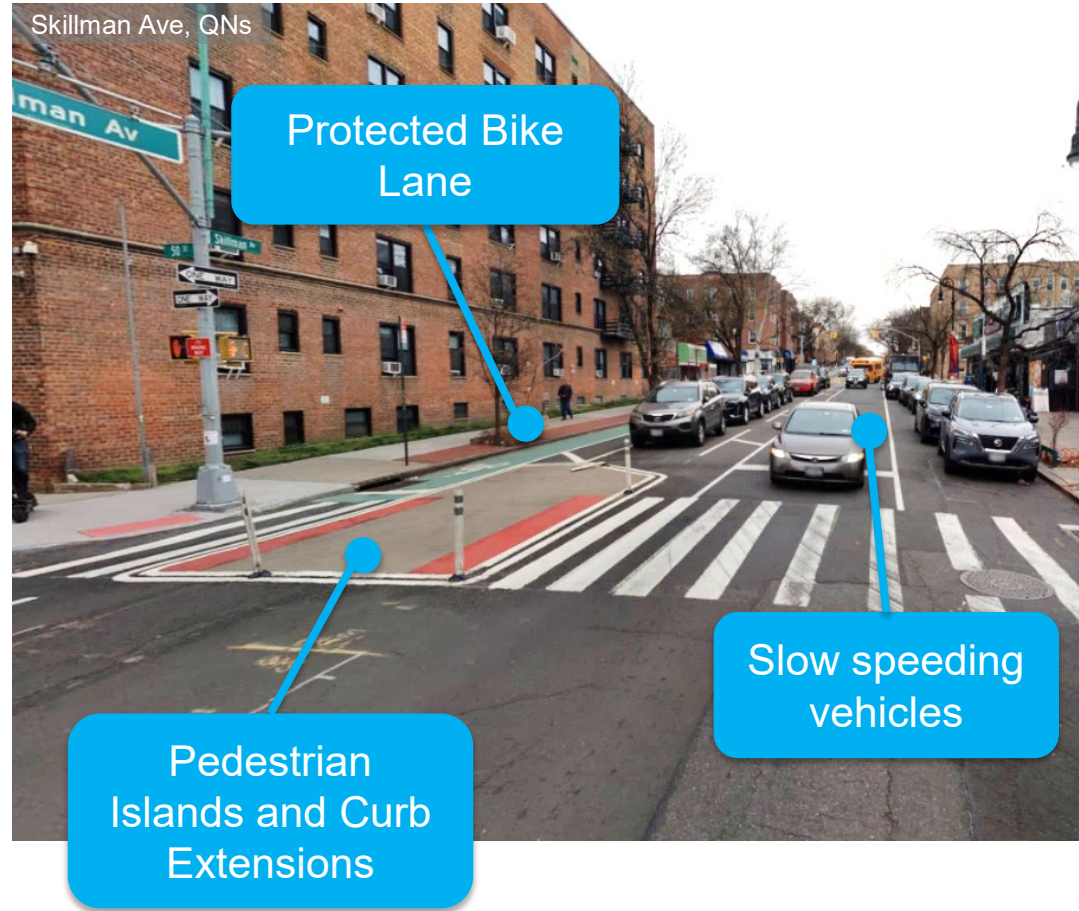 Skillman Ave, QNs
lman Av
Protected Bike
Lane
50 St
Skillman Av
ONE WAY
ONE WAY
Slow speeding
vehicles
Pedestrian
Islands and Curb
Extensions